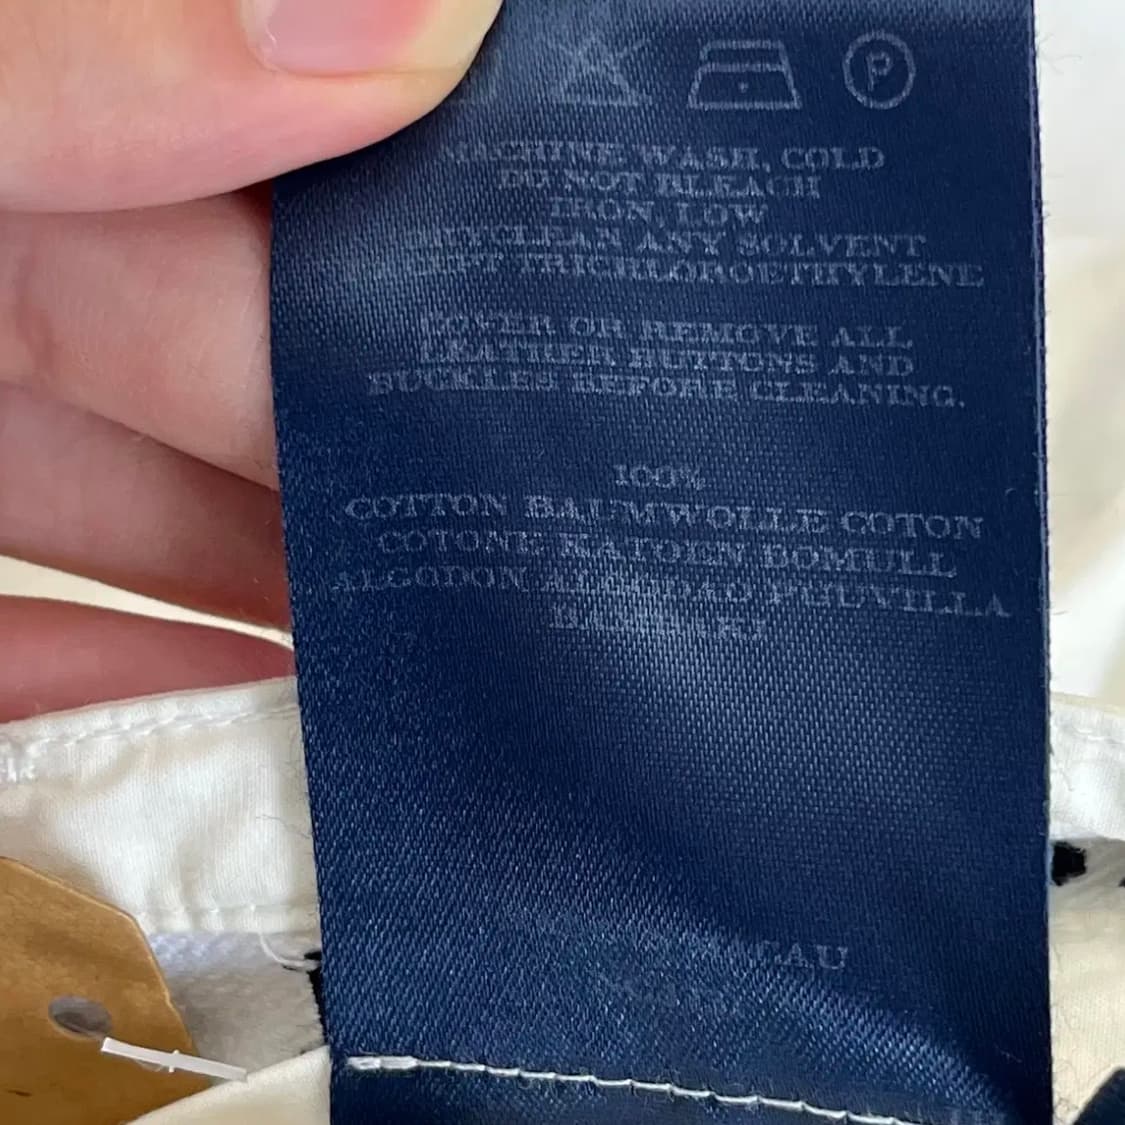 P
MACHINE WASH, COLD
DO NOT BLEACH
IRON, LOW
DRYCLEAN ANY SOLVENT
EXCEPT TRICHLOROETHYLENE
COVER OR REMOVE ALL
LEATHER BUTTONS AND
BUCKLES BEFORE CLEANING.
100%
COTTON BAUMWOLLE COTON
COTONE KATOEN BOMULL
ALGODON ALGODAO PUUVILLA